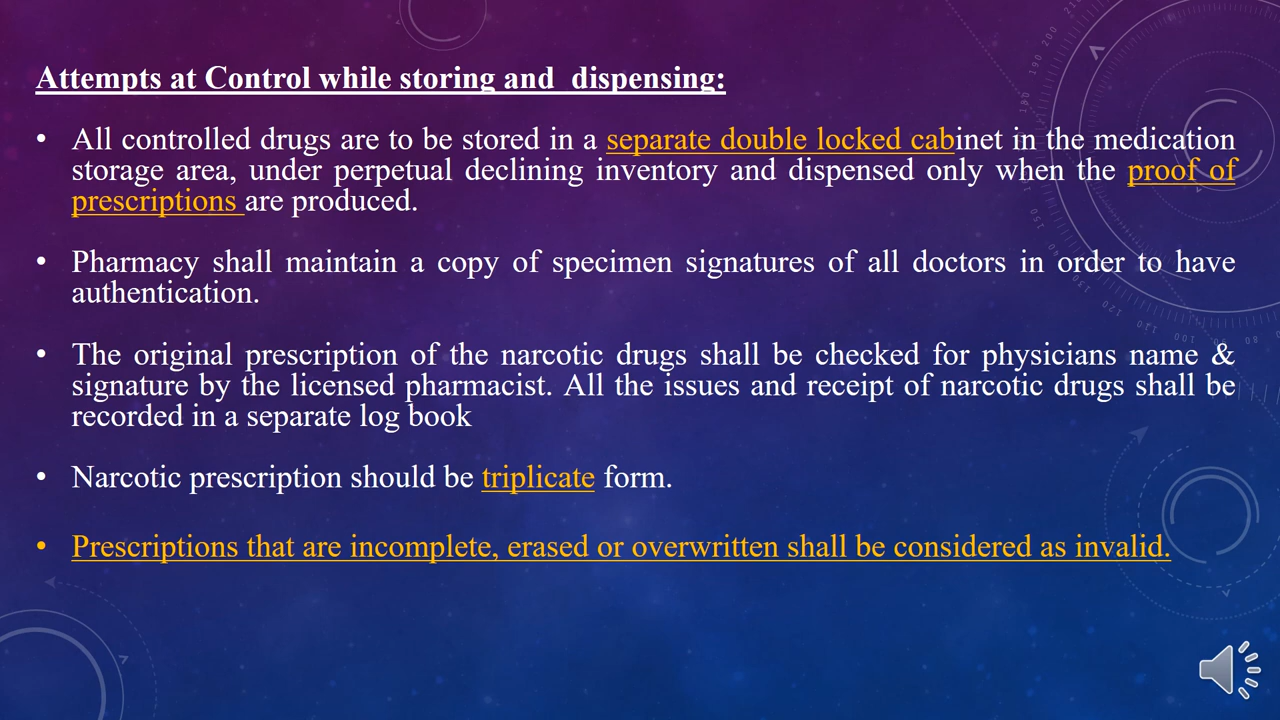 Attempts at Control while storing and  dispensing:
• All controlled drugs are to be stored in a separate double locked cabinet in the medication
storage area, under perpetual declining inventory and dispensed only when the proof of
prescriptions are produced.
• Pharmacy shall maintain a copy of specimen signatures of all doctors in order to have
authentication.
• The original prescription of the narcotic drugs shall be checked for physicians name &
signature by the licensed pharmacist. All the issues and receipt of narcotic drugs shall be
recorded in a separate log book
• Narcotic prescription should be triplicate form.
• Prescriptions that are incomplete, erased or overwritten shall be considered as invalid.